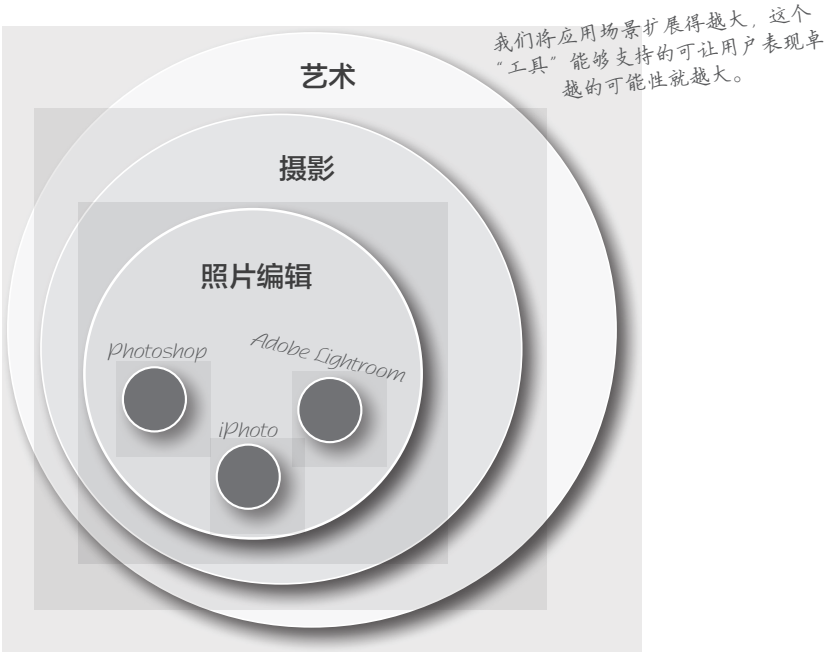 我们将应用场景扩展得越大，这个
“工具”能够支持的可让用户表现卓
越的可能性就越大。
艺术
摄影
照片编辑
Photoshop
Adobe Lightroom
iPhoto